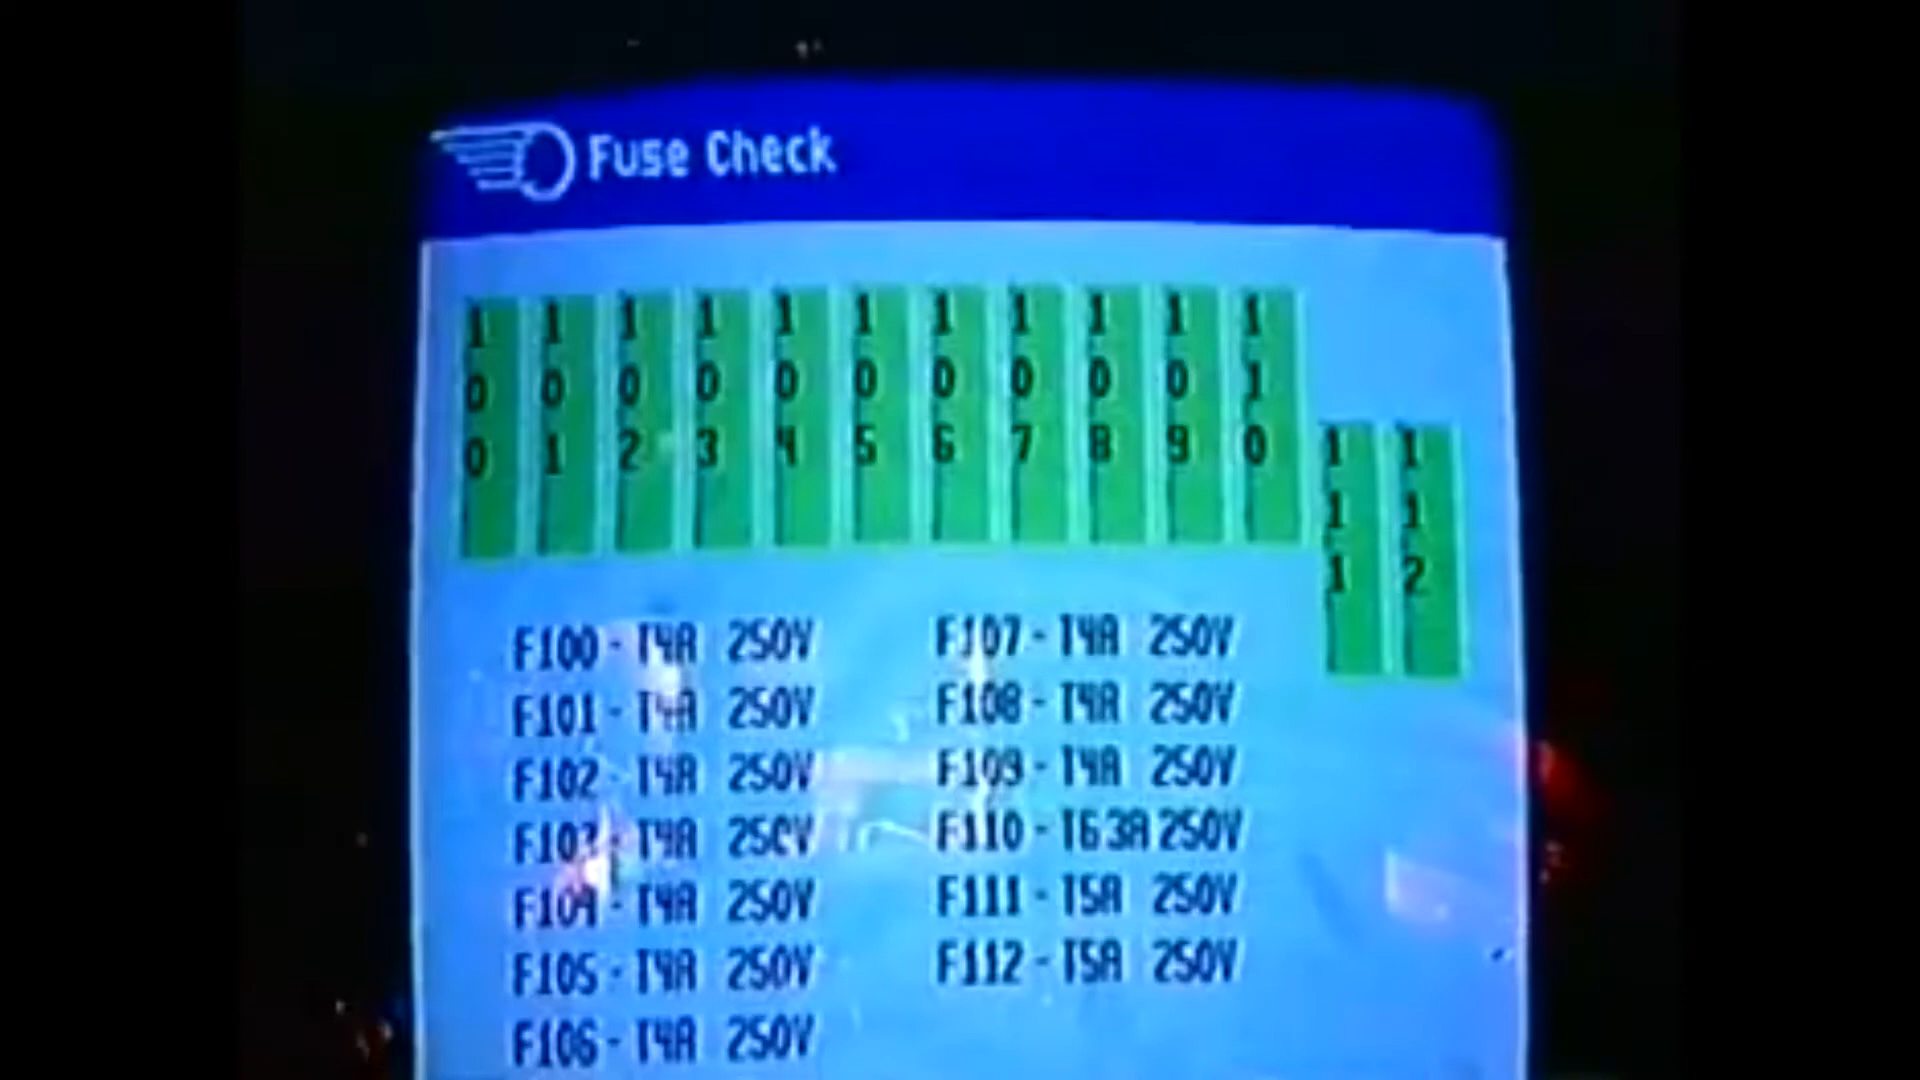 Fuse Check
100 101 102 103 104 105 106 107 108 109 110
111 112
F100 - T4A 250V
F101 - T4A 250V
F102 - T4A 250V
F103 - T4A 250V
F104 - T4A 250V
F105 - T4A 250V
F106 - T4A 250V
F107 - T4A 250V
F108 - T4A 250V
F109 - T4A 250V
F110 - T6 3A 250V
F111 - T5A 250V
F112 - T5A 250V